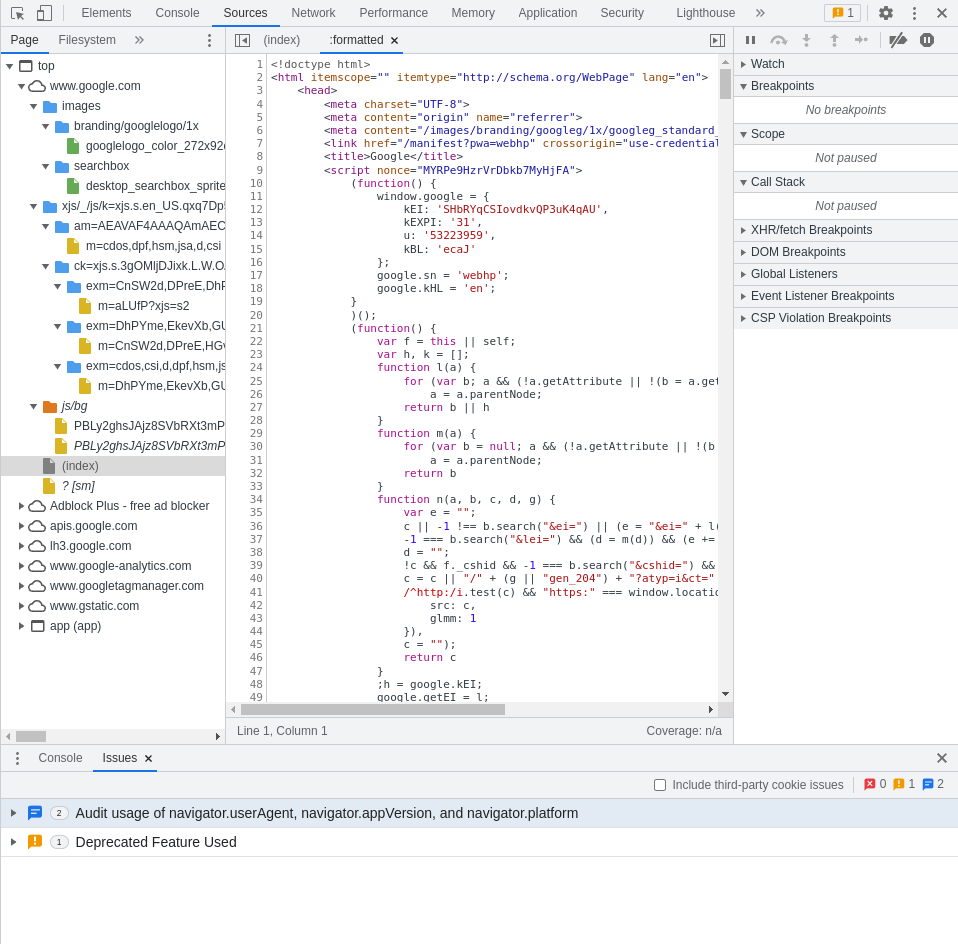 Elements Console Sources Network Performance Memory Application Security Lighthouse 1
Page Filesystem
top
www.google.com
images
branding/googlelogo/1x
googlelogo_color_272x92
searchbox
desktop_searchbox_sprite
xjs/_/js/k=xjs.s.en_US.qxq7Dp
am=AEAVAF4AAAQAmAEC
m=cdos,dpf,hsm,jsa,d,csi
ck=xjs.s.3gOMljDJixk.L.W.O
exm=CnSW2d,DPreE,DhP
m=aLUfP?xjs=s2
exm=DhPYme,EkevXb,GU
m=CnSW2d,DPreE,HG
exm=cdos,csi,d,dpf,hsm,js
m=DhPYme,EkevXb,GU
js/bg
PBLy2ghsJAjz8SVbRXt3mP
PBLy2ghsJAjz8SVbRXt3mP
(index)
? [sm]
Adblock Plus - free ad blocker
apis.google.com
lh3.google.com
www.google-analytics.com
www.googletagmanager.com
www.gstatic.com
app (app)
(index) :formatted
1 <!doctype html>
2 <html itemscope="" itemtype="http://schema.org/WebPage" lang="en">
3 <head>
4 <meta charset="UTF-8">
5 <meta content="origin" name="referrer">
6 <meta content="/images/branding/googleg/1x/googleg_standard_
7 <link href="/manifest?pwa=webhp" crossorigin="use-credential
8 <title>Google</title>
9 <script nonce="MYRPe9HzrVrDbkb7MyHjFA">
10 (function() {
11 window.google = {
12 kEI: 'SHbRYqCSIovdkvQP3uK4qAU',
13 kEXPI: '31',
14 u: '53223959',
15 kBL: 'ecaJ'
16 };
17 google.sn = 'webhp';
18 google.kHL = 'en';
19 }
20 )();
21 (function() {
22 var f = this || self;
23 var h, k = [];
24 function l(a) {
25 for (var b; a && (!a.getAttribute || !(b = a.get
26 a = a.parentNode;
27 return b || h
28 }
29 function m(a) {
30 for (var b = null; a && (!a.getAttribute || !(b
31 a = a.parentNode;
32 return b
33 }
34 function n(a, b, c, d, g) {
35 var e = "";
36 c || -1 !== b.search("&ei=") || (e = "&ei=" + l(
37 -1 === b.search("&lei=") && (d = m(d)) && (e +=
38 d = "";
39 !c && f._cshid && -1 === b.search("&cshid=") &&
40 c = c || "/" + (g || "gen_204") + "?atyp=i&ct="
41 /^http:/i.test(c) && "https:" === window.locatio
42 src: c,
43 glmm: 1
44 }),
45 c = "");
46 return c
47 }
48 ;h = google.kEI;
49 google.getEI = l;
Line 1, Column 1 Coverage: n/a
Watch
Breakpoints
No breakpoints
Scope
Not paused
Call Stack
Not paused
XHR/fetch Breakpoints
DOM Breakpoints
Global Listeners
Event Listener Breakpoints
CSP Violation Breakpoints
Console Issues
Include third-party cookie issues 0 1 2
2 Audit usage of navigator.userAgent, navigator.appVersion, and navigator.platform
1 Deprecated Feature Used